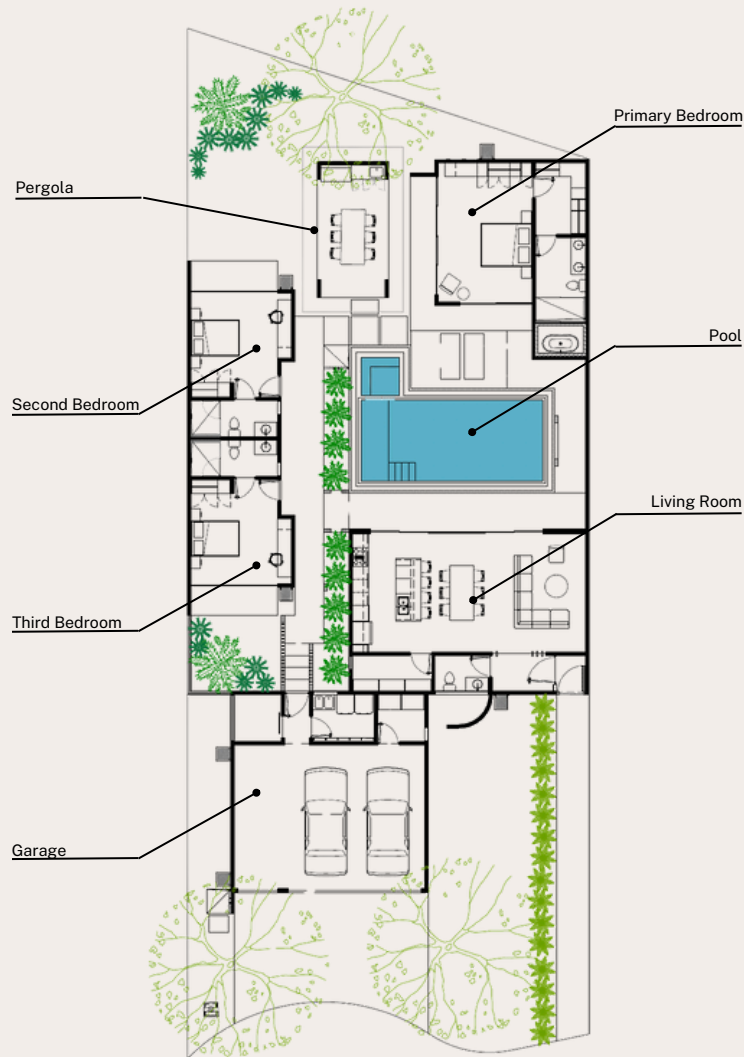 Primary Bedroom
Pergola
Pool
Second Bedroom
Living Room
Third Bedroom
Garage